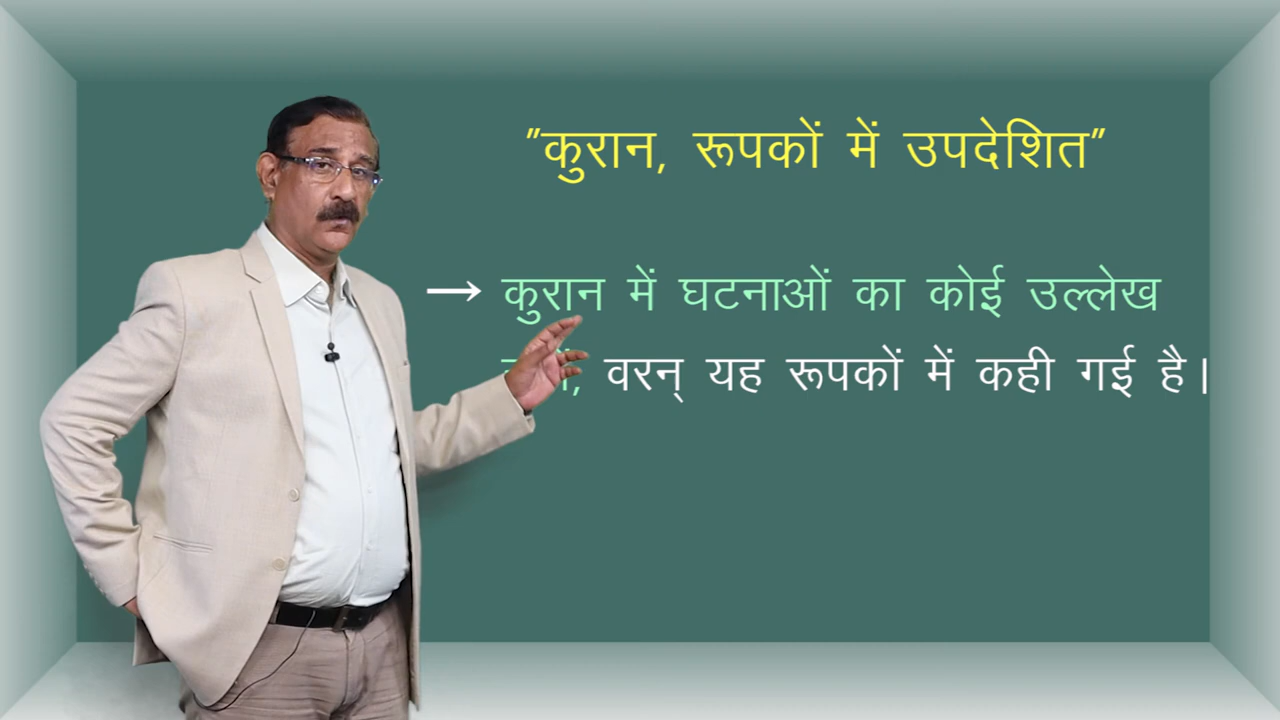 "कुरान, रूपकों में उपदेशित"
→ कुरान में घटनाओं का कोई उल्लेख
वरन् यह रूपकों में कही गई है।